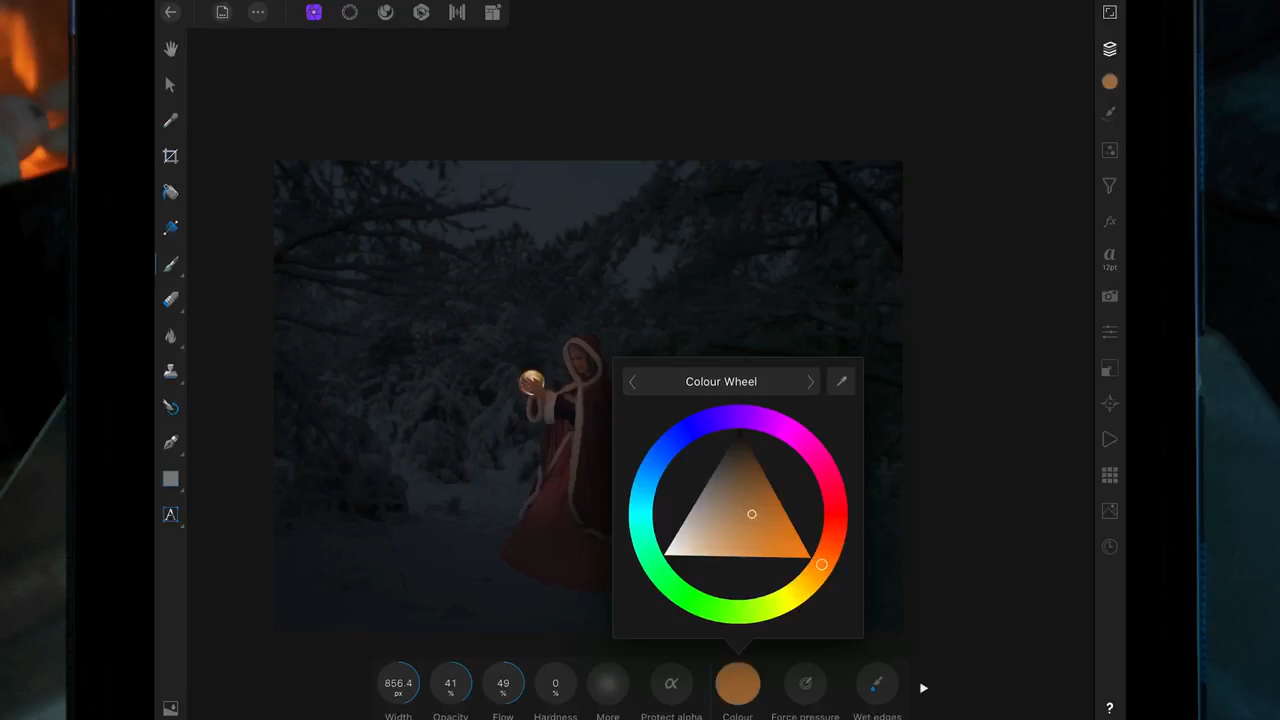 A
a
12pt
Colour Wheel
856.4
px
41
%
49
%
0
%
α
Width
Opacity
Flow
Hardness
More
Protect alpha
Colour
Force pressure
Wet edges
?